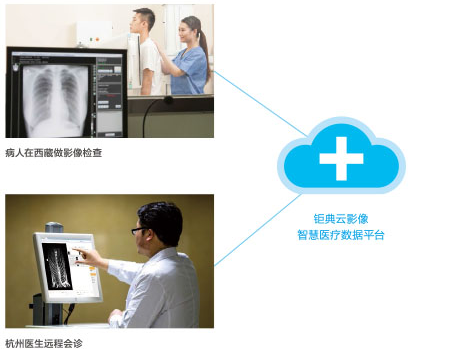 病人在西藏做影像检查
钜典云影像
智慧医疗数据平台
杭州医生远程会诊